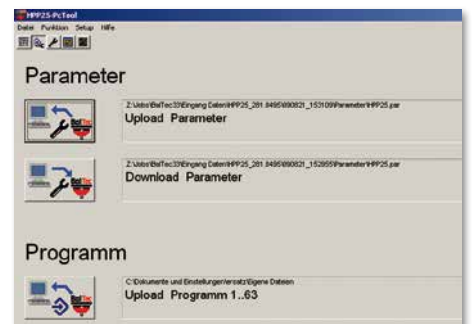 HPP25-PcTool
Datei Funktion Setup Hilfe
Parameter
Upload Parameter
Download Parameter
Programm
C:\Dokumente und Einstellungen\ersatz\Eigene Dateien
Upload Programm 1..63